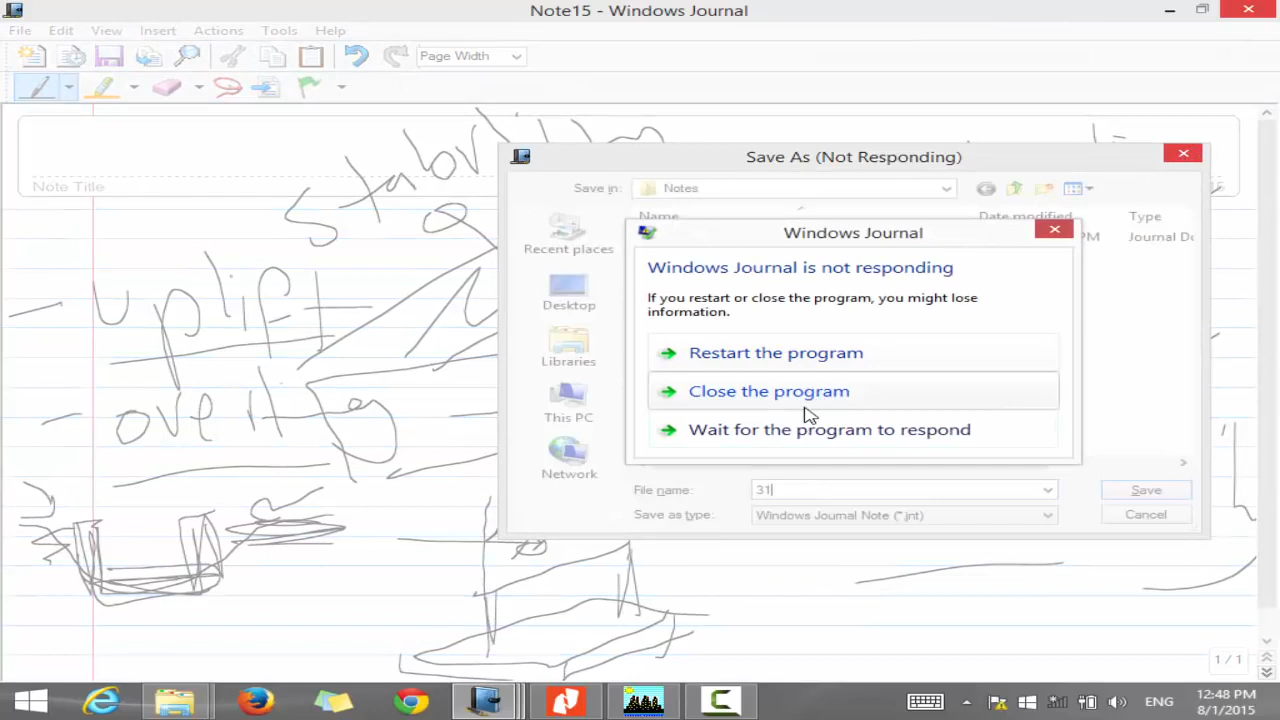 Note15 - Windows Journal
File Edit View Insert Actions Tools Help
Page Width
Note Title
Save As (Not Responding)
Save in: Notes
Name Date modified Type
PM Journal Do
Recent places
Desktop
Libraries
This PC
Network
Windows Journal
Windows Journal is not responding
If you restart or close the program, you might lose
information.
Restart the program
Close the program
Wait for the program to respond
File name: 31
Save
Save as type: Windows Journal Note (*.jnt)
Cancel
- uplift
1 / 1
ENG
12:48 PM
8/1/2015